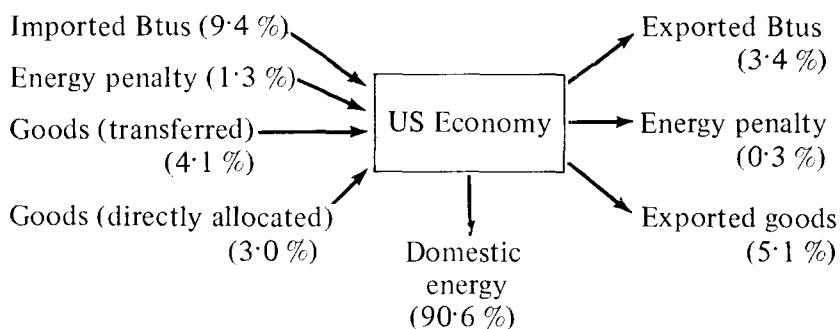 Imported Btus (9·4 %)
Energy penalty (1·3 %)
Goods (transferred)
(4·1 %)
Goods (directly allocated)
(3·0 %)
US Economy
Domestic
energy
(90·6 %)
Exported Btus
(3·4 %)
Energy penalty
(0·3 %)
Exported goods
(5·1 %)